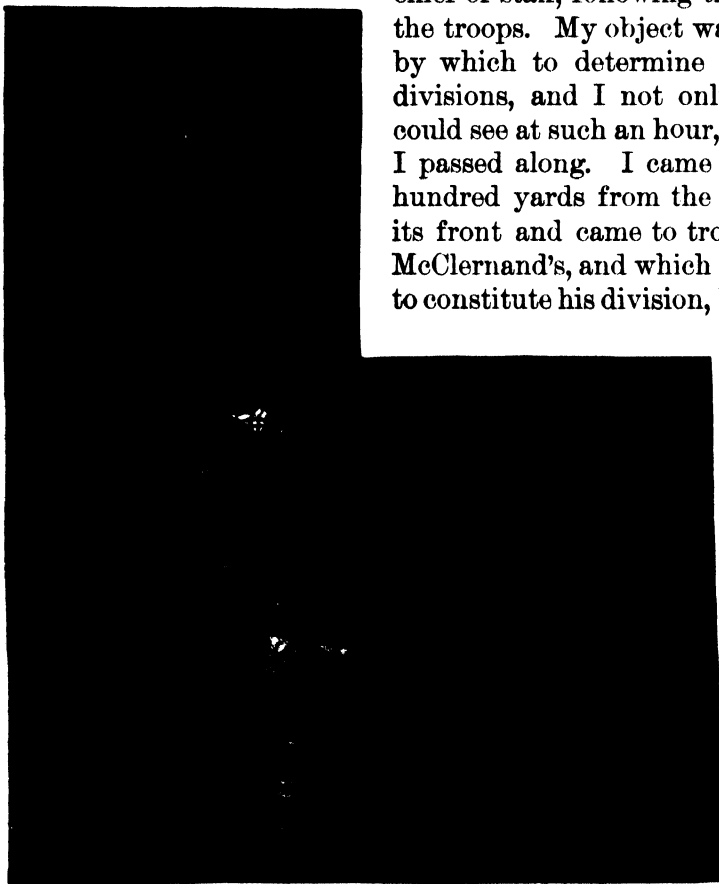 the troops. My object wa
by which to determine
divisions, and I not onl
could see at such an hour,
I passed along. I came
hundred yards from the
its front and came to tro
McClernand's, and which
to constitute his division,